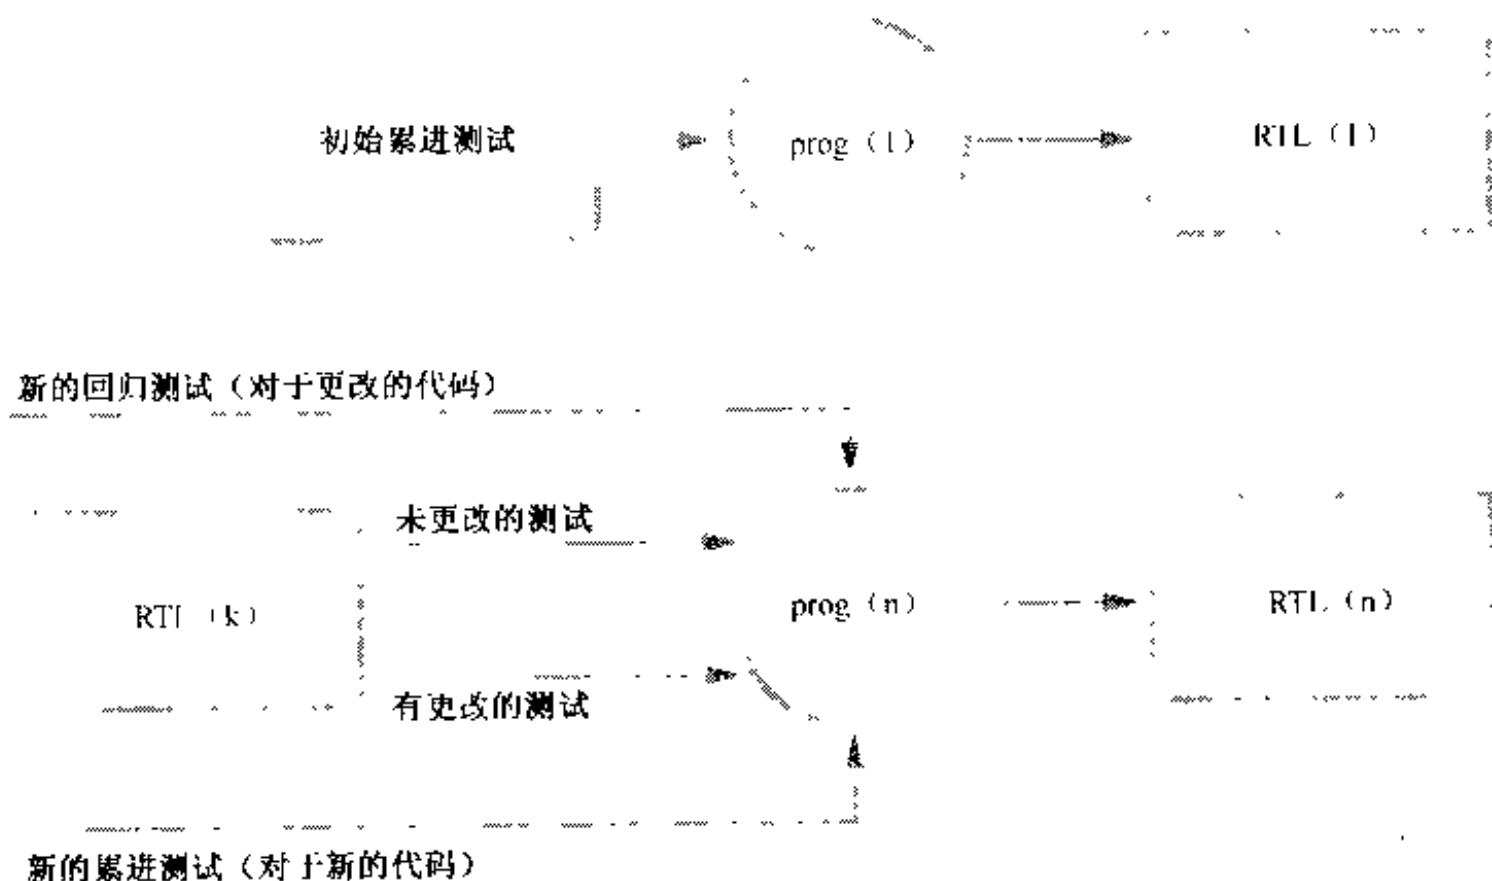 初始累进测试
prog（1）
RTL（1）
新的回归测试（对于更改的代码）
未更改的测试
RTL（k）
prog（n）
RTL（n）
有更改的测试
新的累进测试（对于新的代码）